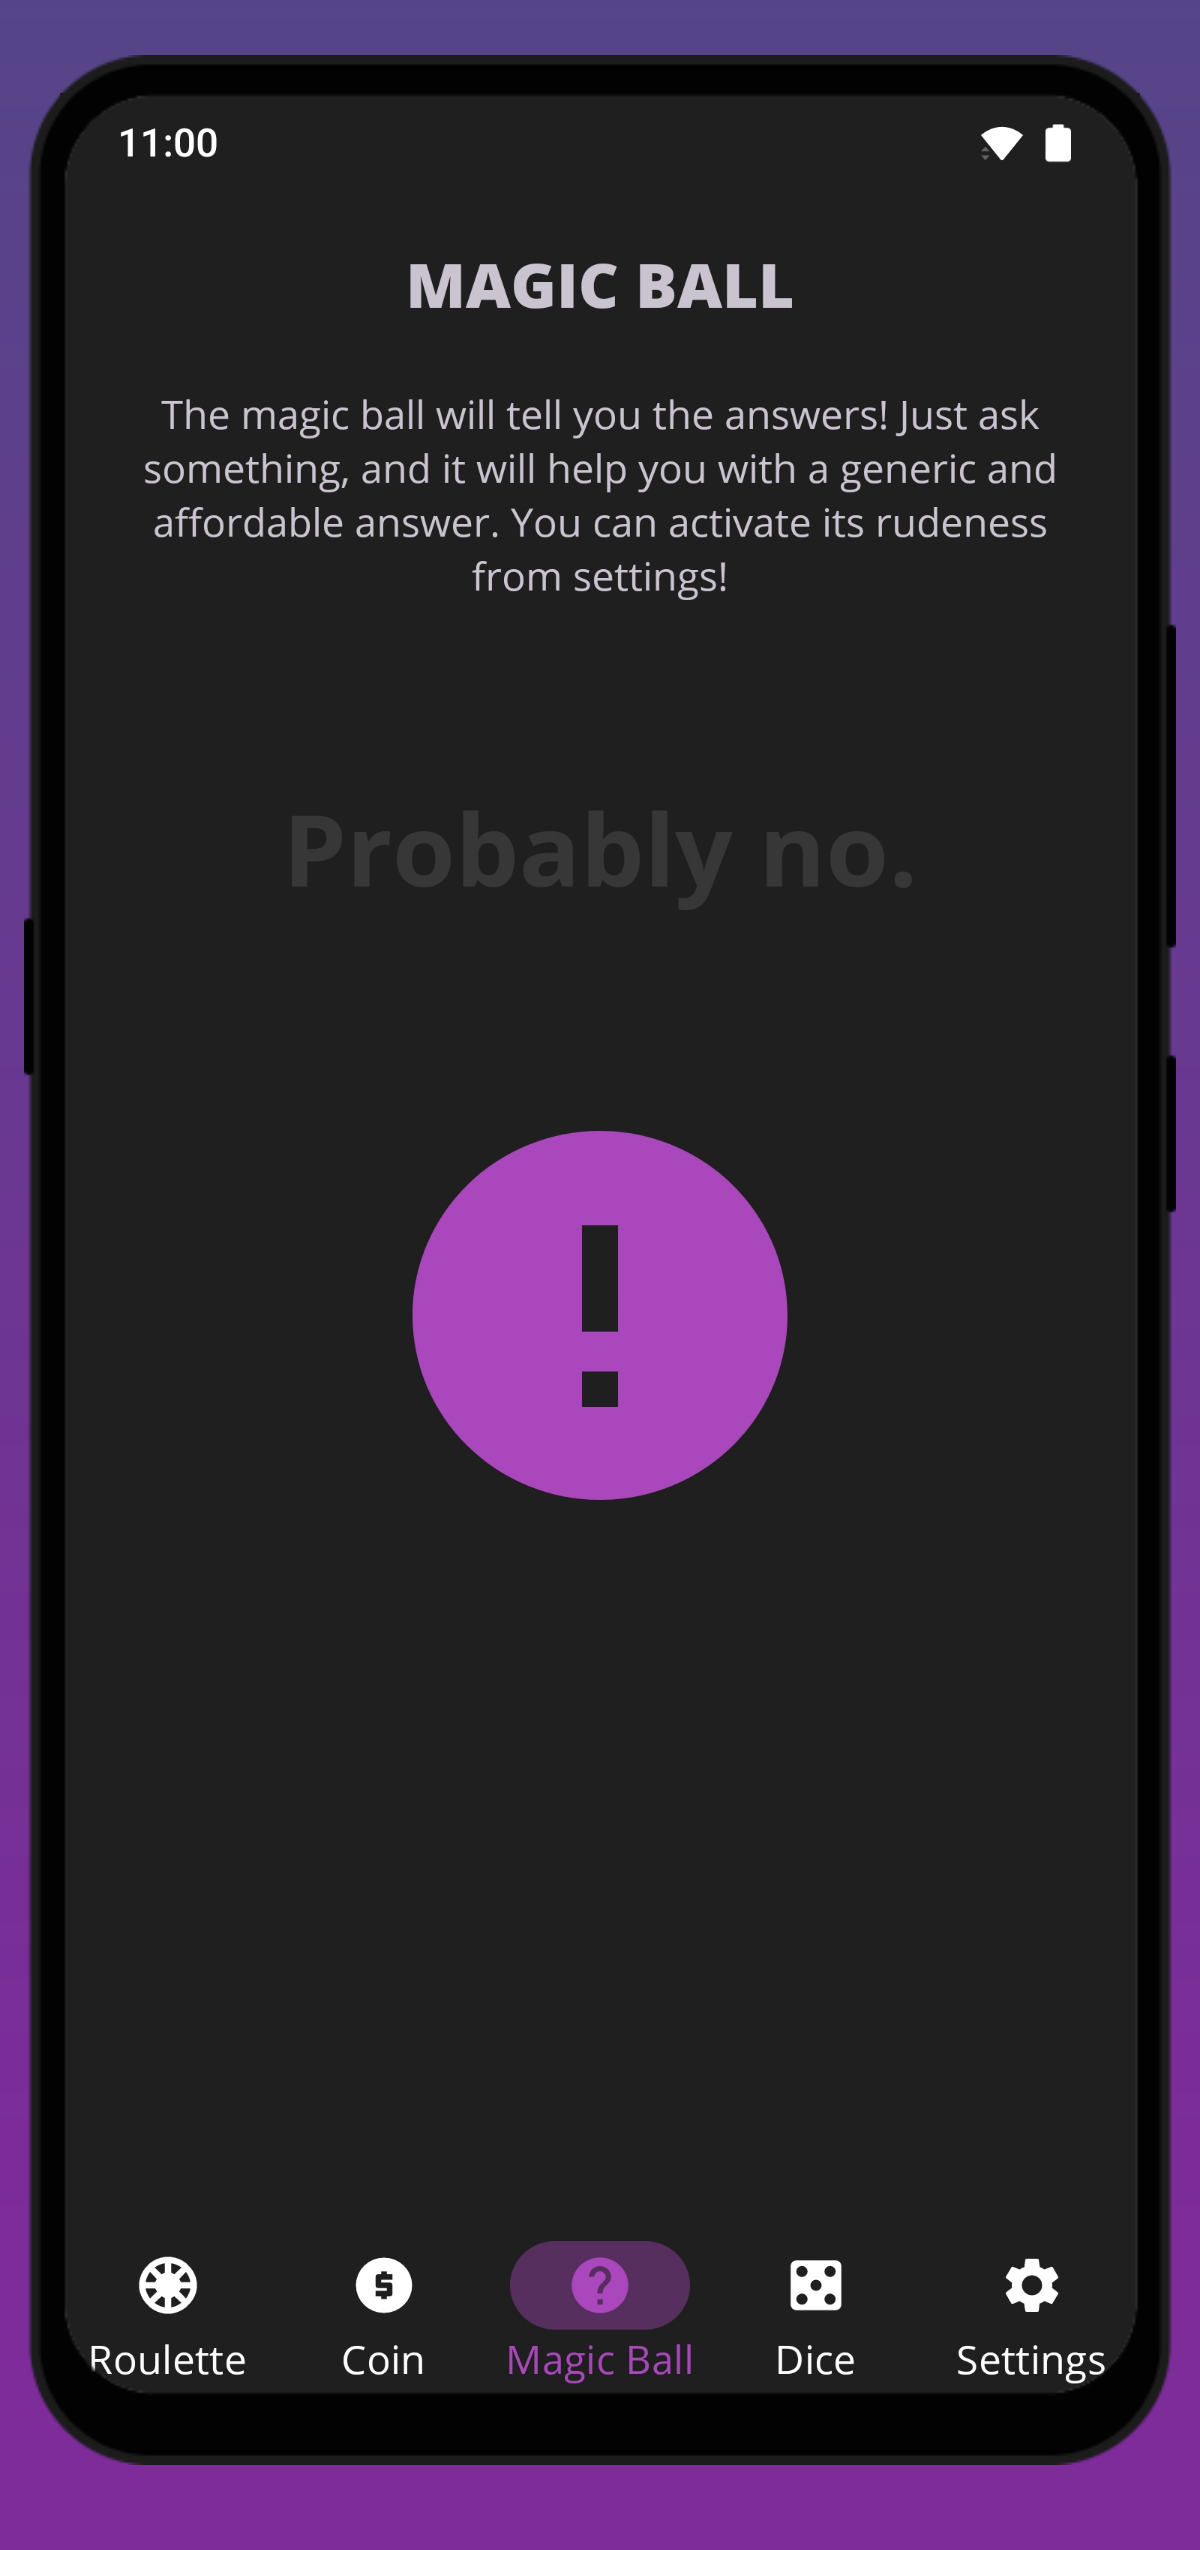 11:00
MAGIC BALL
The magic ball will tell you the answers! Just ask
something, and it will help you with a generic and
affordable answer. You can activate its rudeness
from settings!
Probably no.
!
$
?
Roulette
Coin
Magic Ball
Dice
Settings